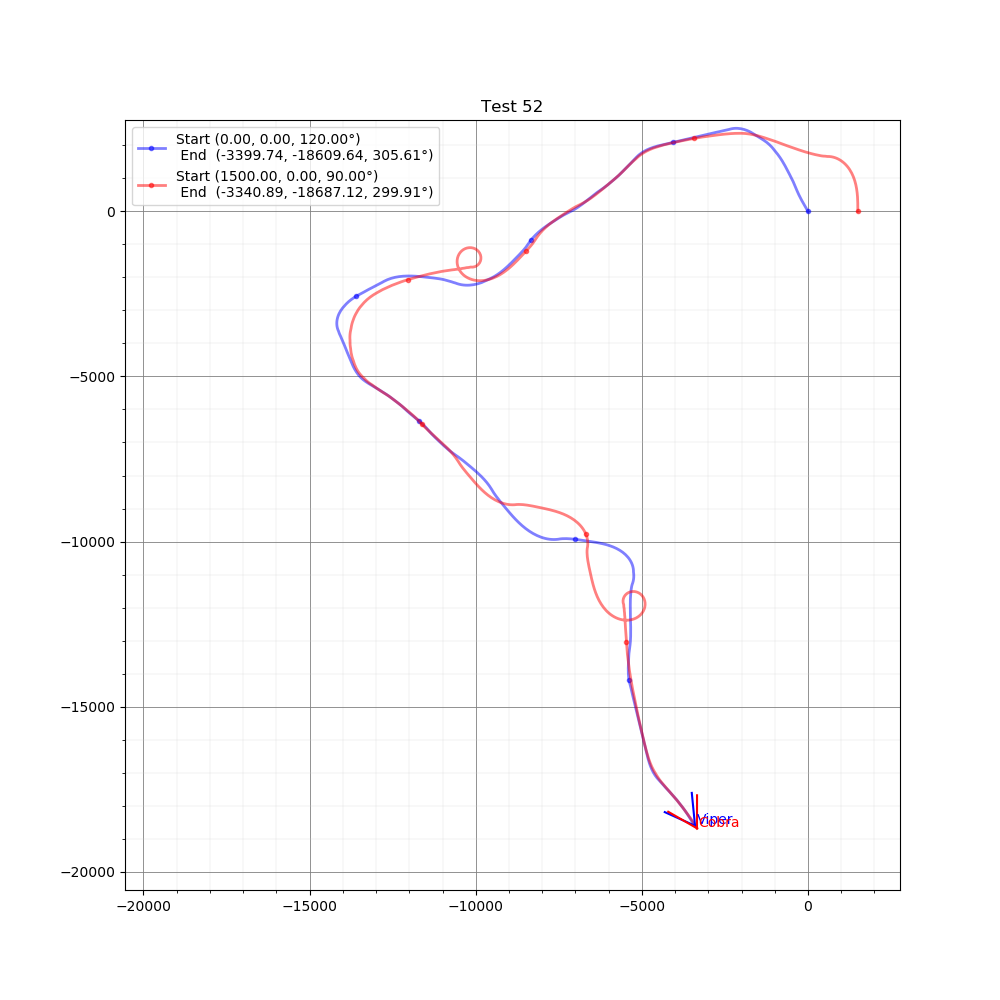 Test 52
Start (0.00, 0.00, 120.00°)
End  (-3399.74, -18609.64, 305.61°)
Start (1500.00, 0.00, 90.00°)
End  (-3340.89, -18687.12, 299.91°)
0
−5000
−10000
−15000
−20000
Viper
Cobra
−20000 −15000 −10000 −5000 0